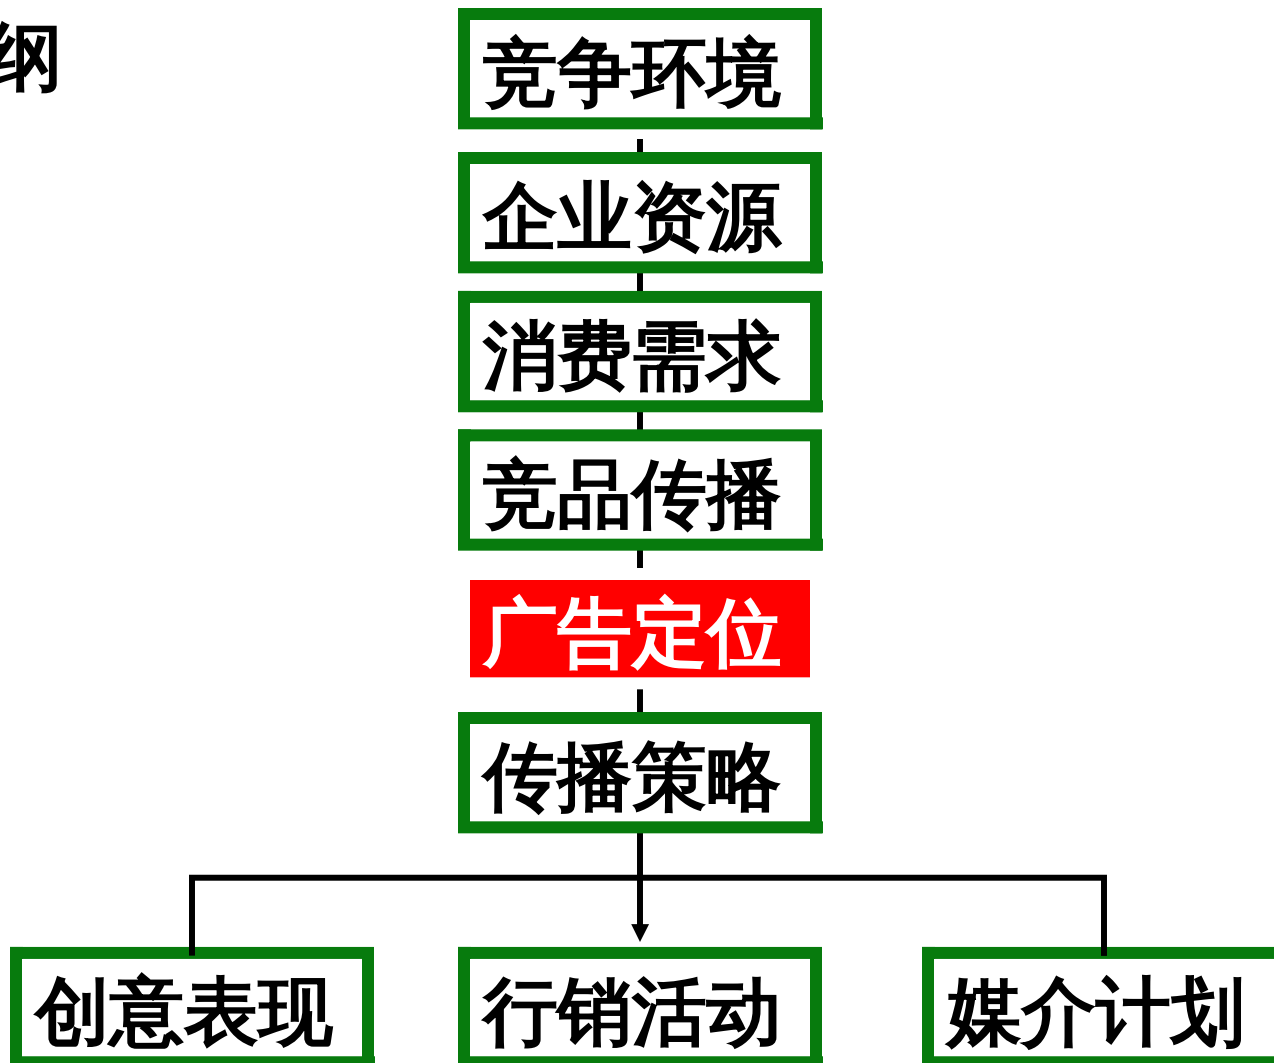 纲
竞争环境
企业资源
消费需求
竞品传播
广告定位
传播策略
创意表现
行销活动
媒介计划